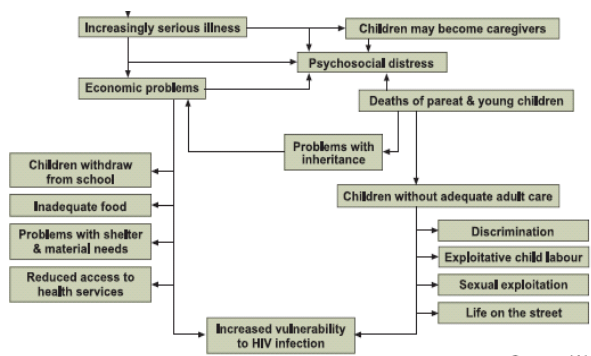 Increasingly serious illness
Children may become caregivers
Psychosocial distress
Economic problems
Deaths of pareat & young children
Problems with
inheritance
Children withdraw
from school
Children without adequate adult care
Inadequate food
Discrimination
Problems with shelter
& material needs
Exploitative child labour
Reduced access to
health services
Sexual exploitation
Life on the street
Increased vulnerability
to HIV infection